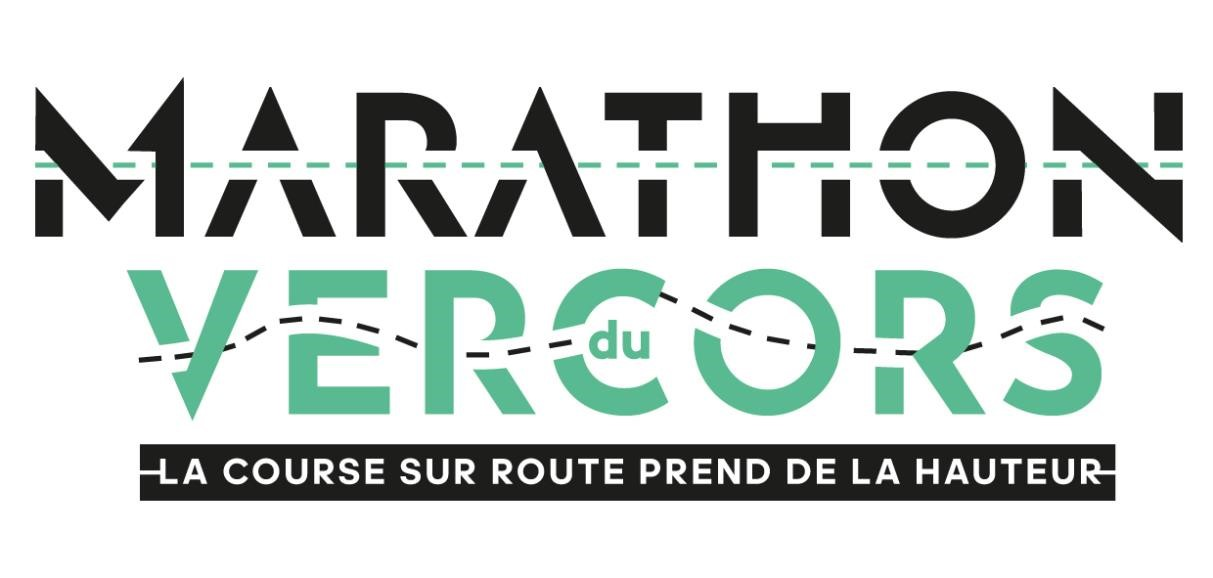 MARATHON
du
VERCORS
LA COURSE SUR ROUTE PREND DE LA HAUTEUR